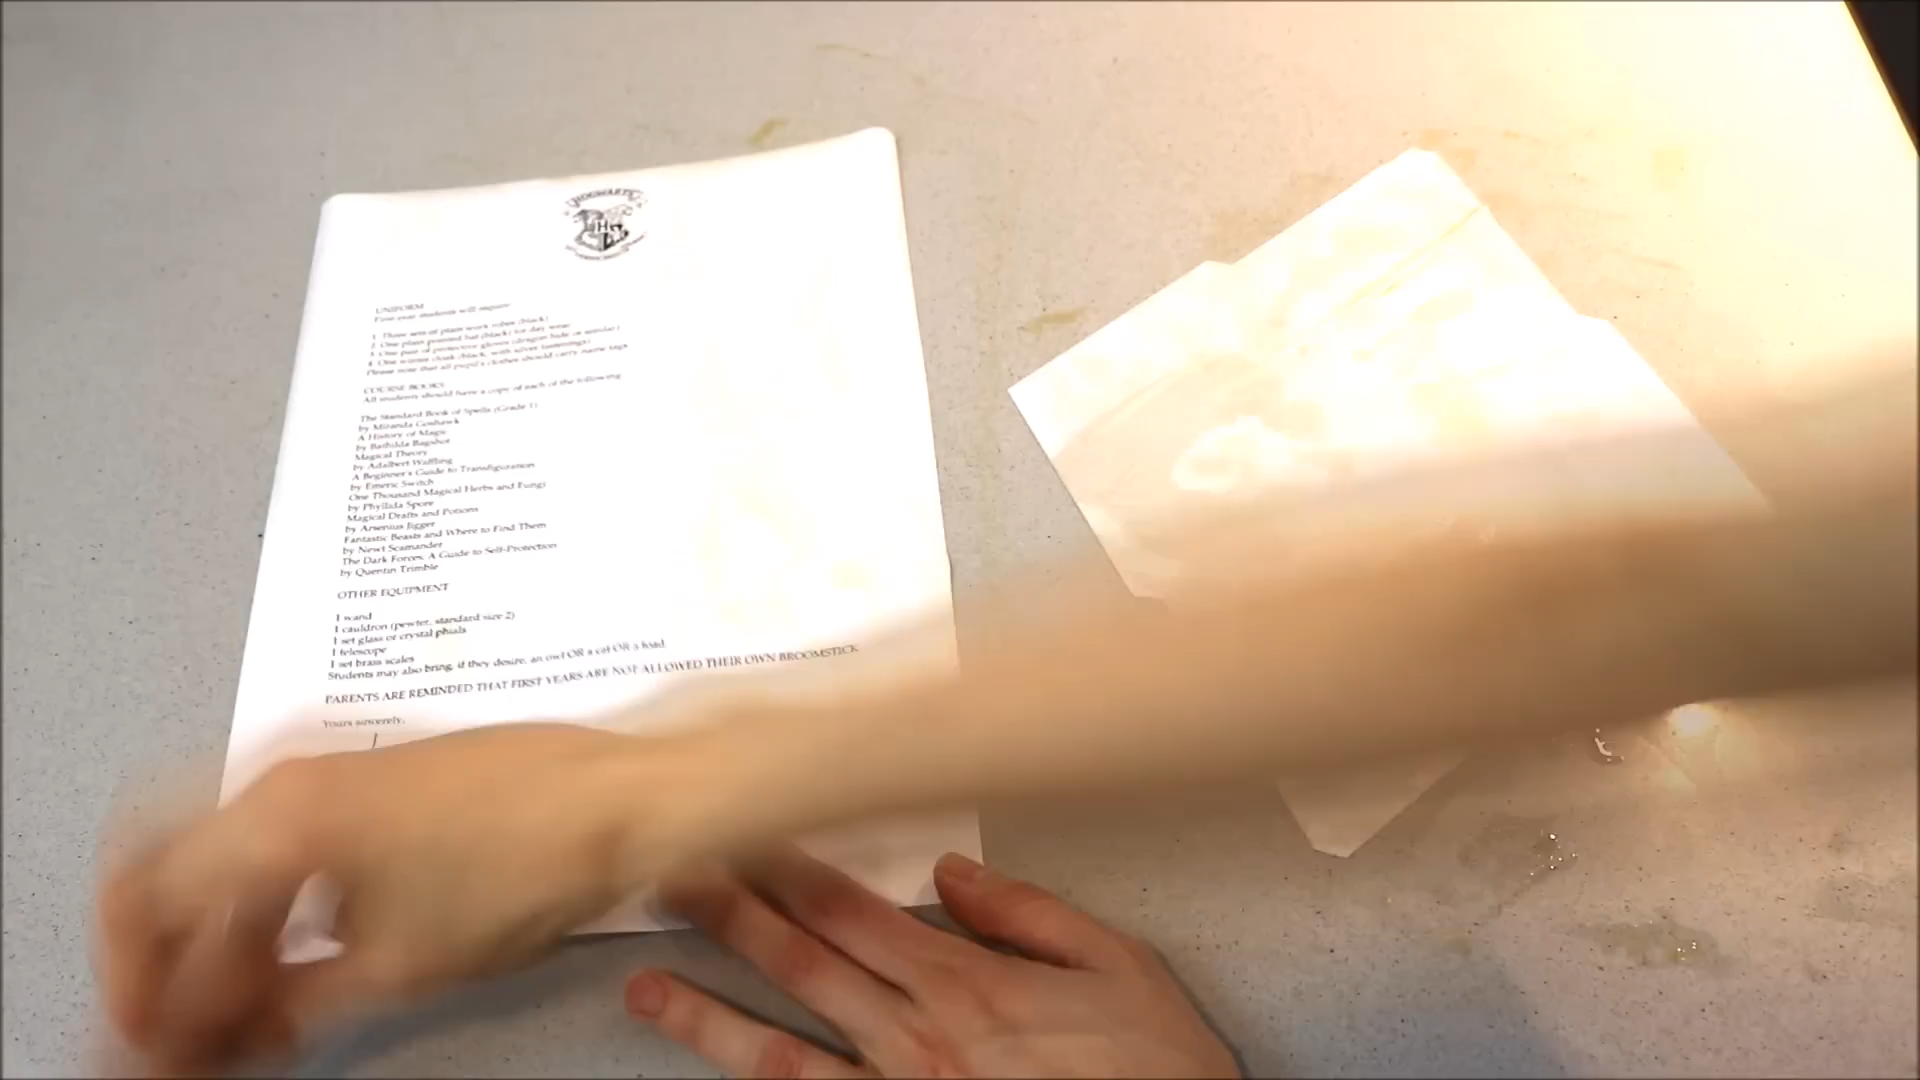 HOGWARTS
H
UNIFORM
First-year students will require:
1. Three sets of plain work robes (black)
2. One plain pointed hat (black) for day wear
3. One pair of protective gloves (dragon hide or similar)
4. One winter cloak (black, with silver fastenings)
Please note that all pupil's clothes should carry name tags
COURSE BOOKS
All students should have a copy of each of the following
The Standard Book of Spells (Grade 1)
by Miranda Goshawk
A History of Magic
by Bathilda Bagshot
Magical Theory
by Adalbert Waffling
A Beginner's Guide to Transfiguration
by Emeric Switch
One Thousand Magical Herbs and Fungi
by Phyllida Spore
Magical Drafts and Potions
by Arsenius Jigger
Fantastic Beasts and Where to Find Them
by Newt Scamander
The Dark Forces: A Guide to Self-Protection
by Quentin Trimble
OTHER EQUIPMENT
1 wand
1 cauldron (pewter, standard size 2)
1 set glass or crystal phials
1 telescope
1 set brass scales
Students may also bring, if they desire, an owl OR a cat OR a toad.
PARENTS ARE REMINDED THAT FIRST YEARS ARE NOT ALLOWED THEIR OWN BROOMSTICK
Yours sincerely,